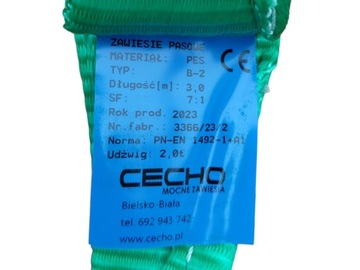 ZAWIESIE PASOWE
MATERIAŁ: PES
TYP: B-2
Długość[m]: 3,0
SF: 7:1
Rok prod. 2023
Nr.fabr.: 3366/23/2
Norma: PN-EN 1492-1+A1
Udźwig: 2,0t
CE
CECHO
MOCNE ZAWIESIA
Bielsko-Biała
tel. 692 943 742
www.cecho.pl